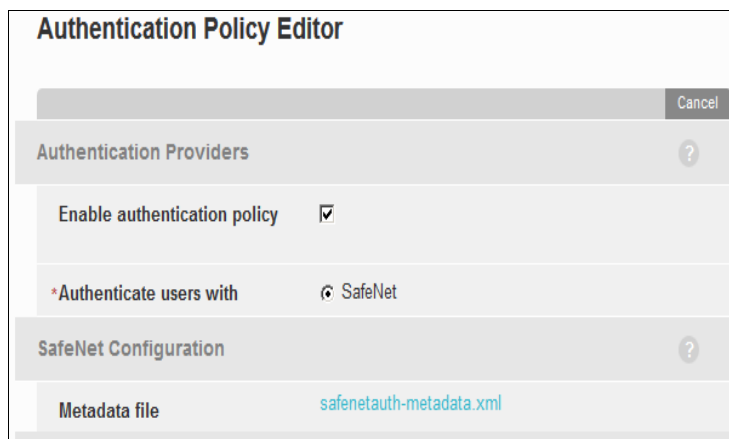 Authentication Policy Editor
Cancel
Authentication Providers ?
Enable authentication policy
*Authenticate users with SafeNet
SafeNet Configuration ?
Metadata file safenetauth-metadata.xml